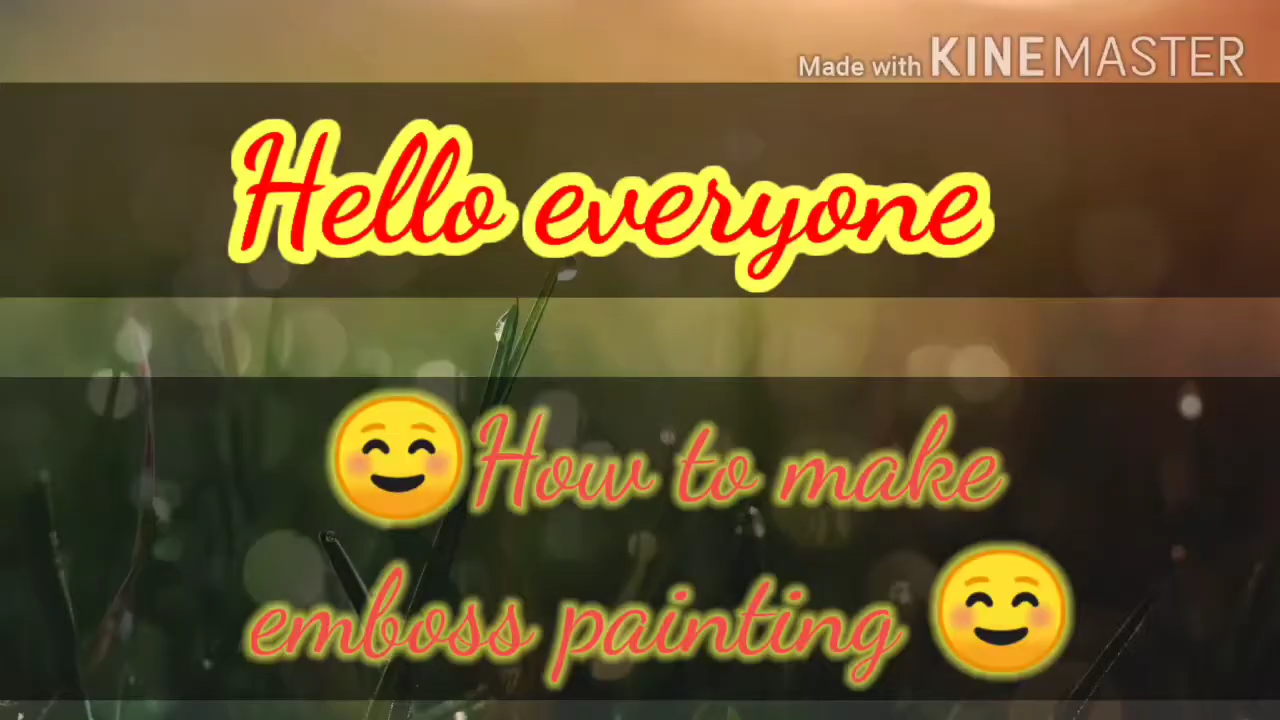 Made with KINEMASTER
Hello everyone
☺️How to make
emboss painting ☺️